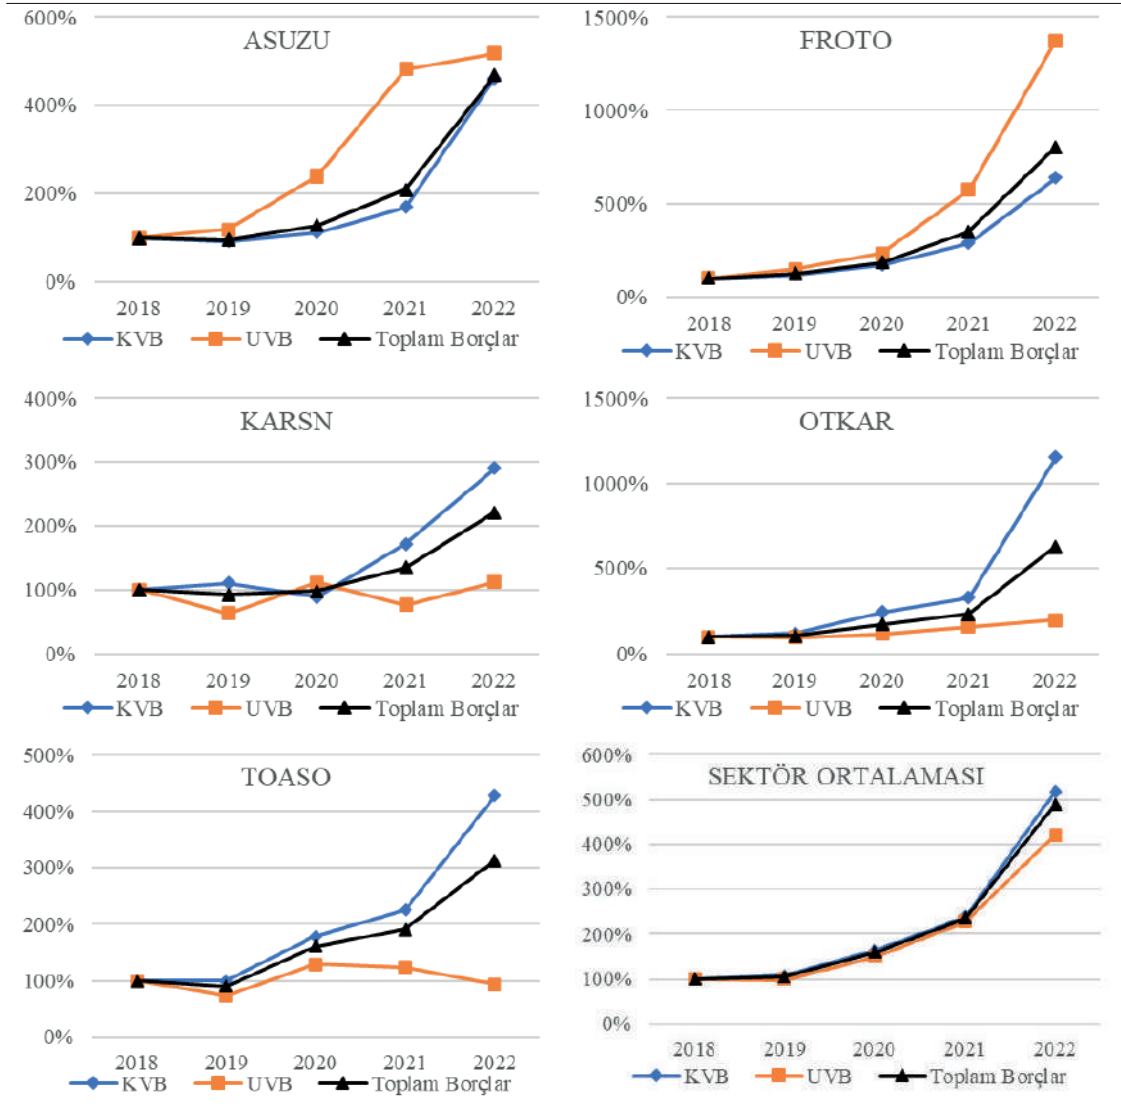 ASUZU
600%
400%
200%
0%
2018 2019 2020 2021 2022
KVB UVB Toplam Borçlar
FROTO
1500%
1000%
500%
0%
2018 2019 2020 2021 2022
KVB UVB Toplam Borçlar
KARSN
400%
300%
200%
100%
0%
2018 2019 2020 2021 2022
KVB UVB Toplam Borçlar
OTKAR
1500%
1000%
500%
0%
2018 2019 2020 2021 2022
KVB UVB Toplam Borçlar
TOASO
500%
400%
300%
200%
100%
0%
2018 2019 2020 2021 2022
KVB UVB Toplam Borçlar
SEKTÖR ORTALAMASI
600%
500%
400%
300%
200%
100%
0%
2018 2019 2020 2021 2022
KVB UVB Toplam Borçlar